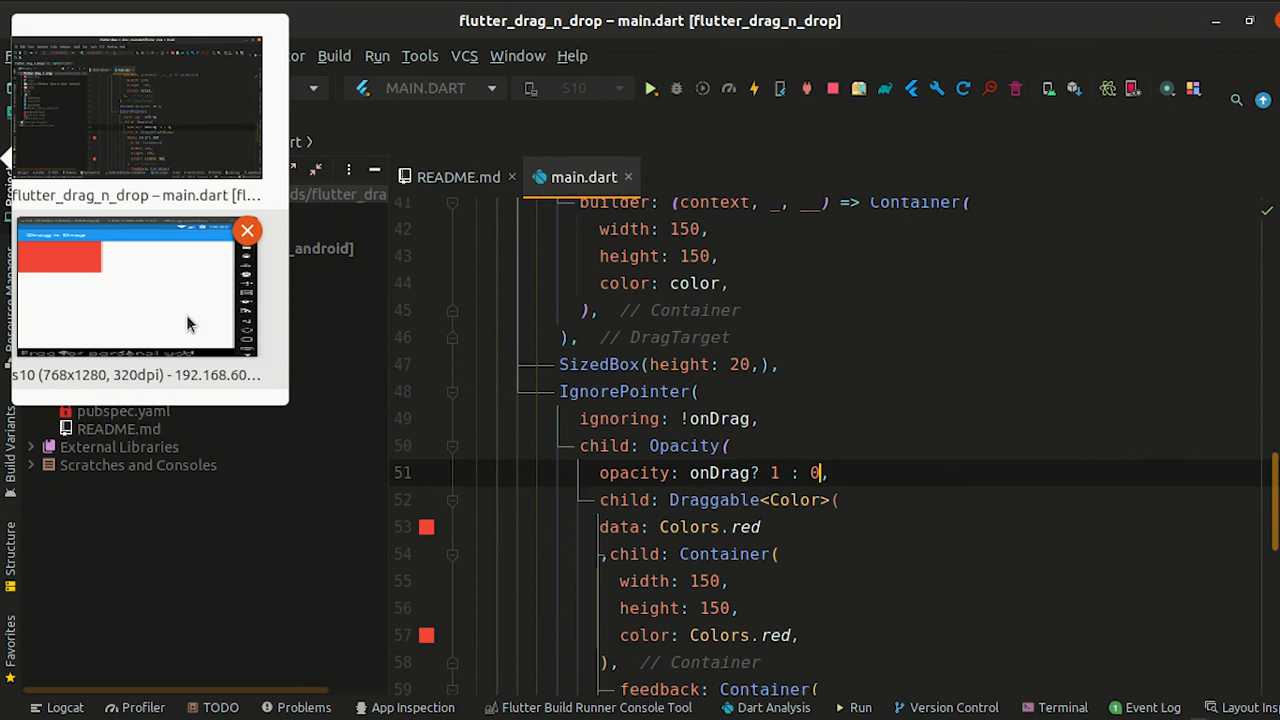 flutter_drag_n_drop – main.dart [flutter_drag_n_drop]
Build Run Tools VCS Window Help
MAIN.DART
flutter_drag_n_drop – main.dart [fl...
s10 (768x1280, 320dpi) - 192.168.60...
ds/flutter_dra
_android]
pubspec.yaml
README.md
External Libraries
Scratches and Consoles
Resource Manager
Build Variants
Structure
Favorites
README.md
main.dart
41 builder: (context, _, __) => Container(
42 width: 150,
43 height: 150,
44 color: color,
45 ), // Container
46 ), // DragTarget
47 SizedBox(height: 20,),
48 IgnorePointer(
49 ignoring: !onDrag,
50 child: Opacity(
51 opacity: onDrag? 1 : 0,
52 child: Draggable<Color>(
53 data: Colors.red
54 ,child: Container(
55 width: 150,
56 height: 150,
57 color: Colors.red,
58 ), // Container
59 feedback: Container(
Logcat Profiler TODO Problems App Inspection Flutter Build Runner Console Tool Dart Analysis Run Version Control Terminal Event Log Layout Ins